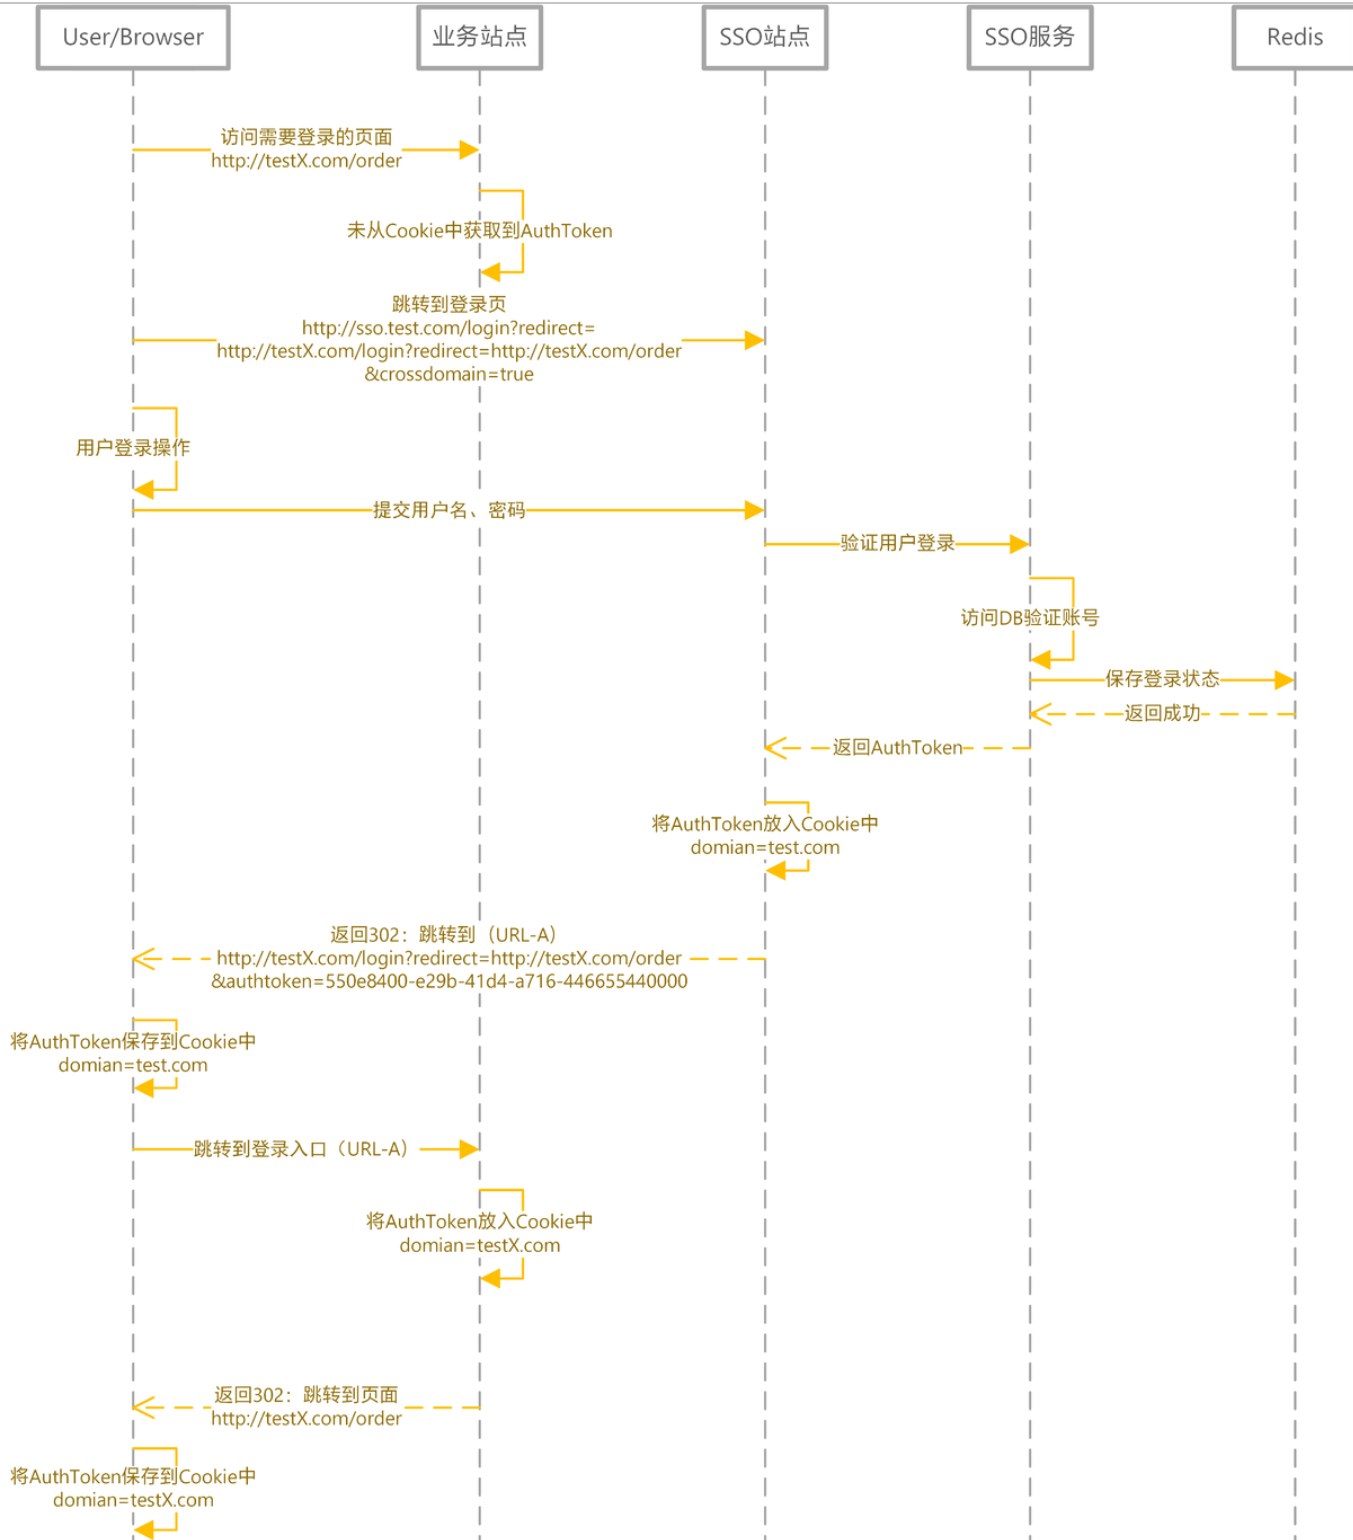 User/Browser
业务站点
SSO站点
SSO服务
Redis
访问需要登录的页面
http://testX.com/order
未从Cookie中获取到AuthToken
跳转到登录页
http://sso.test.com/login?redirect=
http://testX.com/login?redirect=http://testX.com/order
&crossdomain=true
用户登录操作
提交用户名、密码
验证用户登录
访问DB验证账号
保存登录状态
返回成功
返回AuthToken
将AuthToken放入Cookie中
domian=test.com
返回302：跳转到（URL-A）
http://testX.com/login?redirect=http://testX.com/order
&authtoken=550e8400-e29b-41d4-a716-446655440000
将AuthToken保存到Cookie中
domian=test.com
跳转到登录入口（URL-A）
将AuthToken放入Cookie中
domian=testX.com
返回302：跳转到页面
http://testX.com/order
将AuthToken保存到Cookie中
domian=testX.com